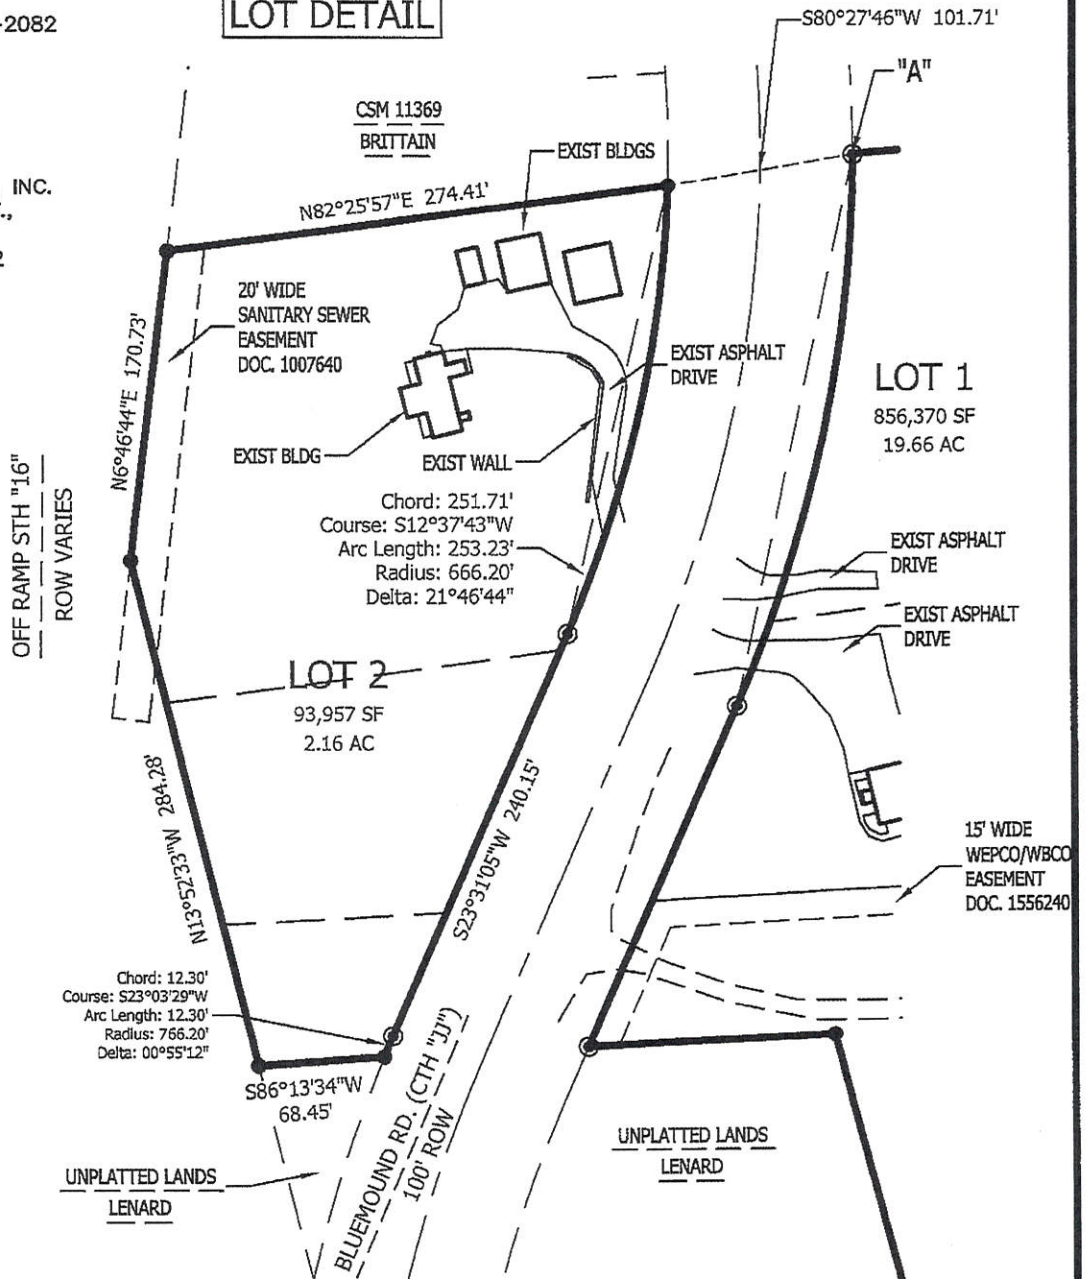 -2082
LOT DETAIL
S80°27'46"W 101.71'
"A"
CSM 11369
BRITTAIN
EXIST BLDGS
INC.
N82°25'57"E 274.41'
2
20' WIDE
SANITARY SEWER
EASEMENT
DOC. 1007640
N6°46'44"E 170.73'
EXIST ASPHALT
DRIVE
LOT 1
856,370 SF
19.66 AC
EXIST BLDG
EXIST WALL
OFF RAMP STH "16"
ROW VARIES
Chord: 251.71'
Course: S12°37'43"W
Arc Length: 253.23'
Radius: 666.20'
Delta: 21°46'44"
EXIST ASPHALT
DRIVE
EXIST ASPHALT
DRIVE
LOT 2
93,957 SF
2.16 AC
N13°52'33"W 284.28'
S23°31'05"W 240.15'
15' WIDE
WEPCO/WBCO
EASEMENT
DOC. 1556240
Chord: 12.30'
Course: S23°03'29"W
Arc Length: 12.30'
Radius: 766.20'
Delta: 00°55'12"
S86°13'34"W
68.45'
BLUEMOUND RD. (CTH "JJ")
100' ROW
UNPLATTED LANDS
LENARD
UNPLATTED LANDS
LENARD